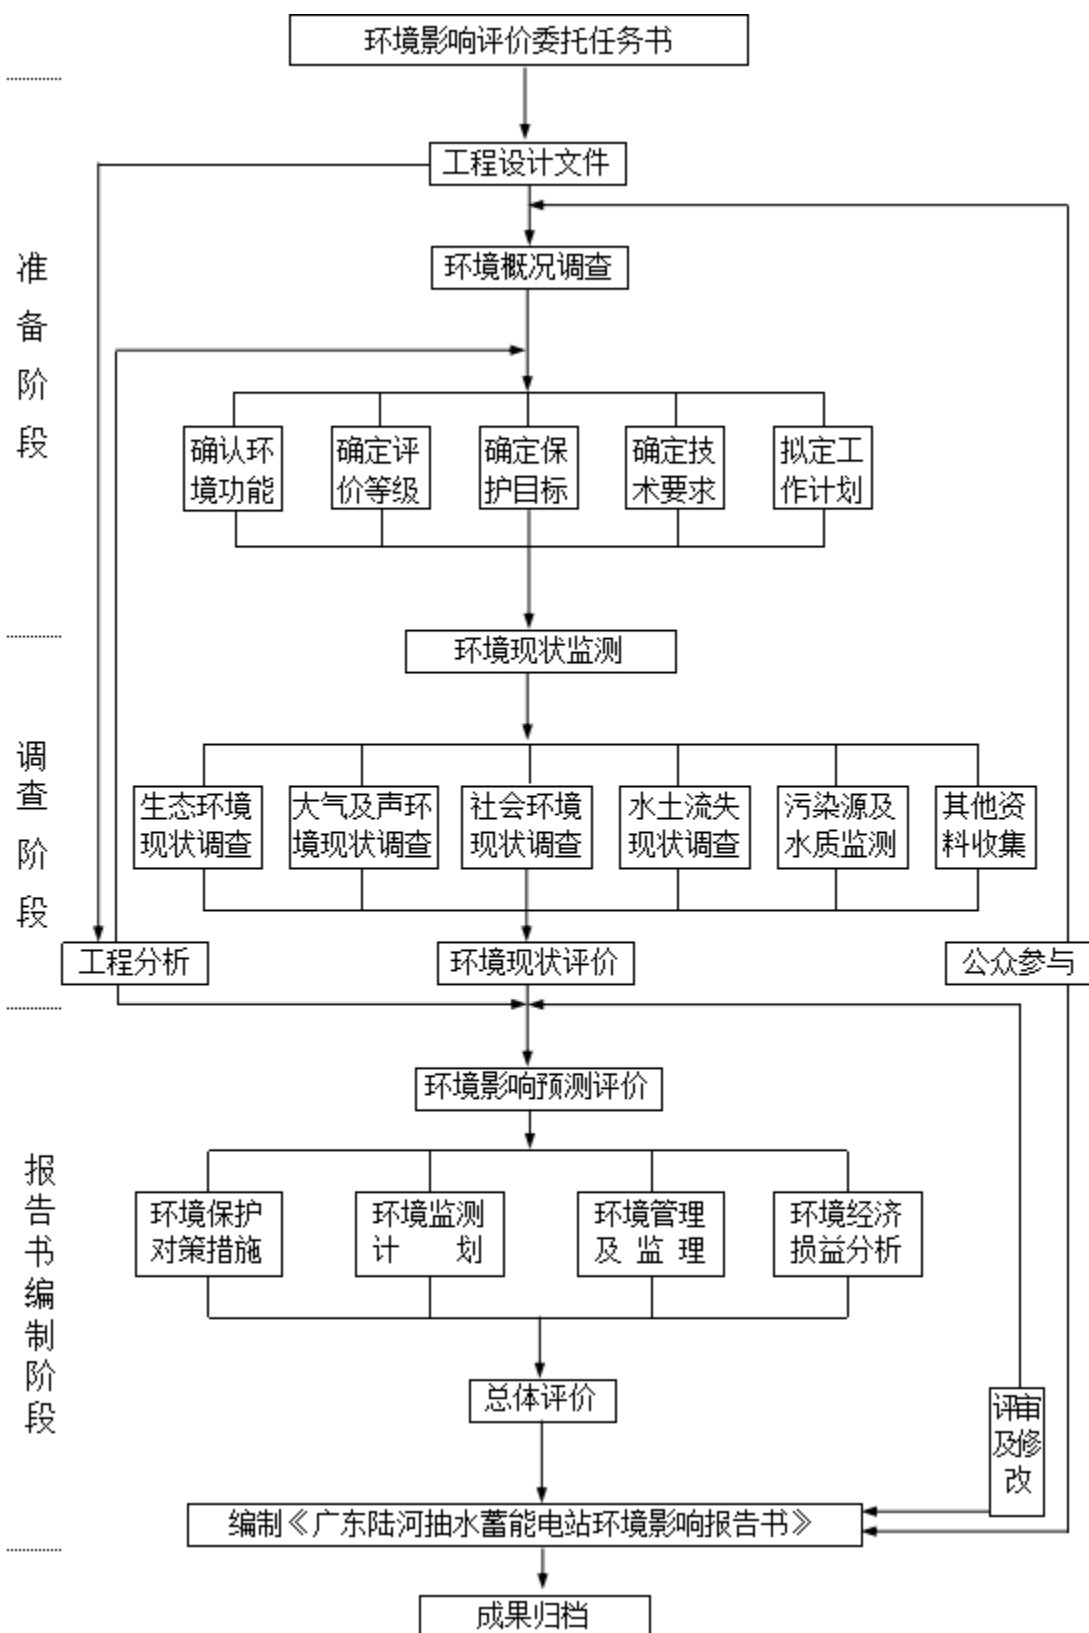 环境影响评价委托任务书
工程设计文件
环境概况调查
准
备
阶
段
确认环
境功能
确定评
价等级
确定保
护目标
确定技
术要求
拟定工
作计划
环境现状监测
调
查
阶
段
生态环境
现状调查
大气及声环
境现状调查
社会环境
现状调查
水土流失
现状调查
污染源及
水质监测
其他资
料收集
工程分析
环境现状评价
公众参与
环境影响预测评价
报
告
书
编
制
阶
段
环境保护
对策措施
环境监测
计 划
环境管理
及 监 理
环境经济
损益分析
总体评价
评审
及修
改
编制《广东陆河抽水蓄能电站环境影响报告书》
成果归档